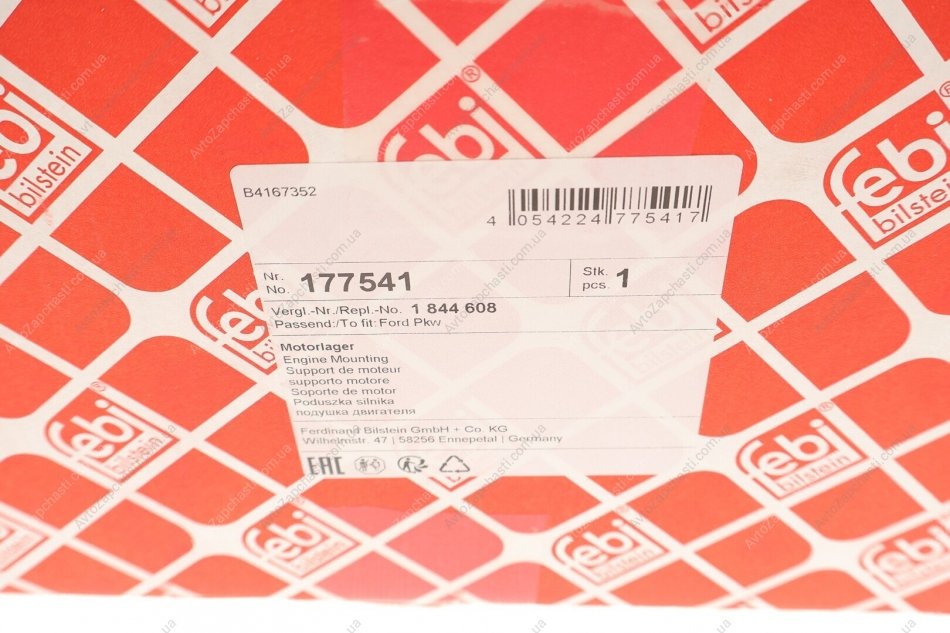 B4167352
4 054224 775417
Nr. No. 177541
Stk. pcs. 1
Vergl.-Nr./Repl.-No. 1 844 608
Passend:/To fit: Ford Pkw
Motorlager
Engine Mounting
Support de moteur
supporto motore
Soporte de motor
Poduszka silnika
подушка двигателя
Ferdinand Bilstein GmbH + Co. KG
Wilhelmstr. 47 | 58256 Ennepetal | Germany
EAC
febi®
bilstein
febi
bilstein
febi
bilstein
febi
bilstein
febi®
bilstein
AvtoZapchasti.com.ua